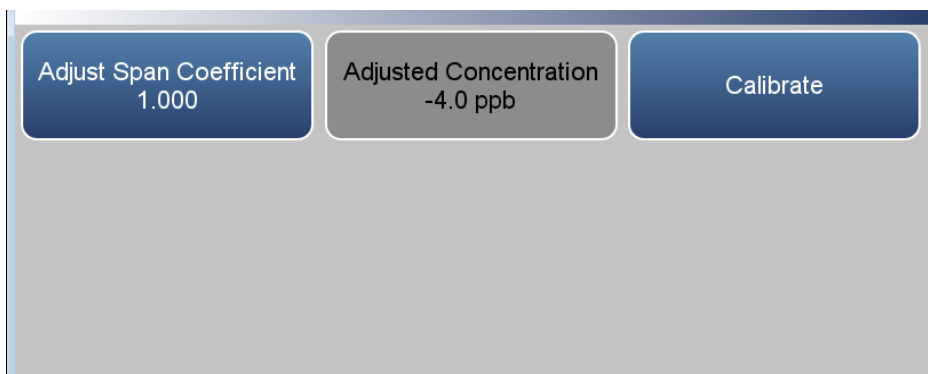 Adjust Span Coefficient
1.000
Adjusted Concentration
-4.0 ppb
Calibrate